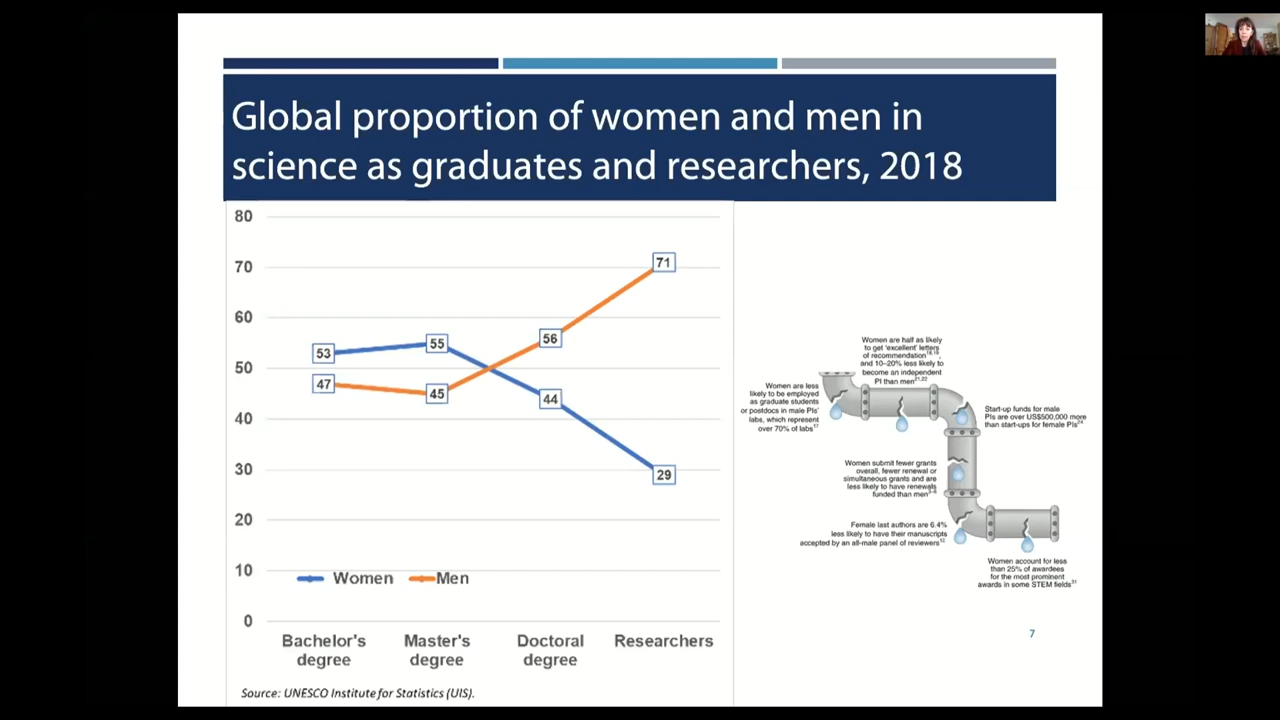 Global proportion of women and men in
science as graduates and researchers, 2018
80
70
60
50
40
30
20
10
0
53
55
44
29
47
45
56
71
Women
Men
Bachelor's
degree
Master's
degree
Doctoral
degree
Researchers
Source: UNESCO Institute for Statistics (UIS).
Women are half as likely
to get 'excellent' letters
of recommendation
and 10–20% less likely to
become an independent
PI than men
Women are less
likely to be employed
as graduate students
or postdocs in male PIs'
labs, which represent
over 70% of labs
Start-up funds for male
PIs are over US$500,000 more
than start-ups for female PIs
Women submit fewer grants
overall, fewer renewal or
simultaneous grants and are
less likely to have renewals
funded than men
Female last authors are 6.4%
less likely to have their manuscripts
accepted by an all-male panel of reviewers
Women account for less
than 25% of awardees
for the most prominent
awards in some STEM fields
7